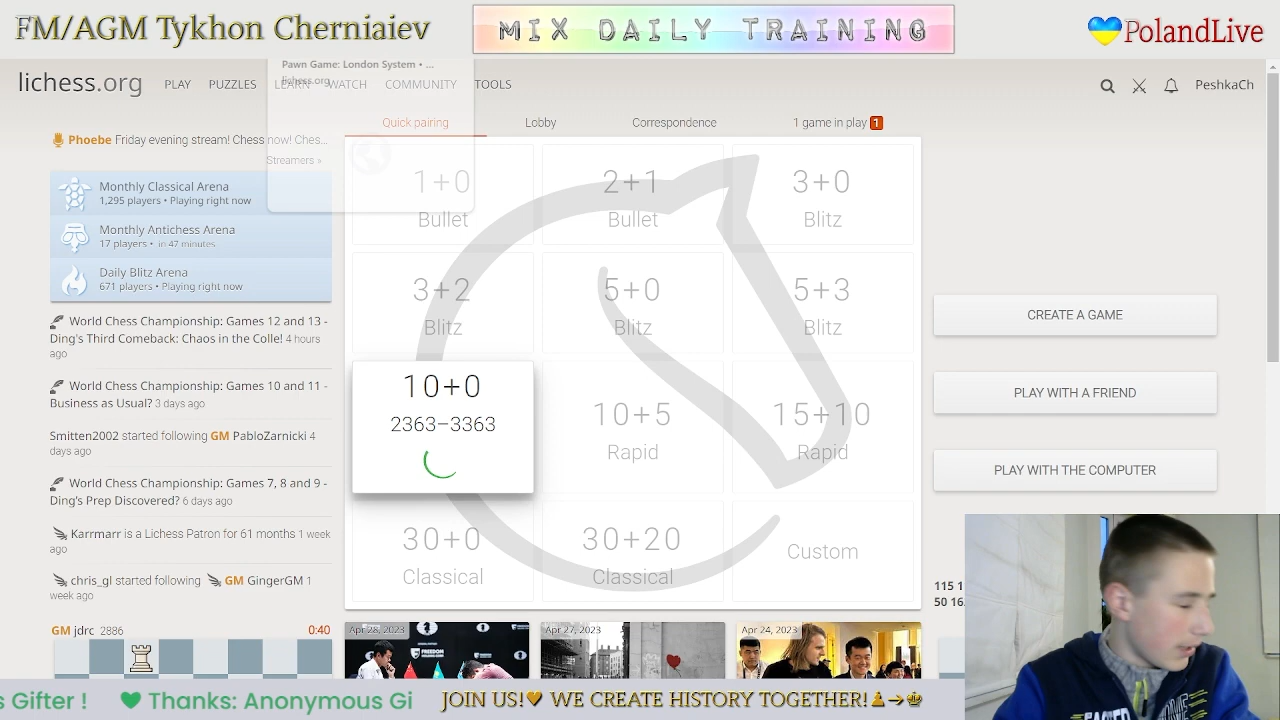 FM/AGM Tykhon Cherniaiev
MIX DAILY TRAINING
PolandLive
Pawn Game: London System • ...
lichess.org
lichess.org
PLAY
PUZZLES
LEARN
WATCH
COMMUNITY
TOOLS
PeshkaCh
Quick pairing
Lobby
Correspondence
1 game in play 1
Phoebe Friday evening stream! Chess now! Ches...
Streamers »
Monthly Classical Arena
1,295 players • Playing right now
Monthly Antichess Arena
17 players • in 47 minutes
Daily Blitz Arena
671 players • Playing right now
World Chess Championship: Games 12 and 13 -
Ding's Third Comeback: Chaos in the Colle! 4 hours
ago
World Chess Championship: Games 10 and 11 -
Business as Usual? 3 days ago
Smitten2002 started following GM PabloZarnicki 4
days ago
World Chess Championship: Games 7, 8 and 9 -
Ding's Prep Discovered? 6 days ago
Karrmarr is a Lichess Patron for 61 months 1 week
ago
chris_gl started following GM GingerGM 1
week ago
GM jdrc 2886
0:40
1+0
Bullet
2+1
Bullet
3+0
Blitz
3+2
Blitz
5+0
Blitz
5+3
Blitz
10+0
2363–3363
10+5
Rapid
15+10
Rapid
30+0
Classical
30+20
Classical
Custom
CREATE A GAME
PLAY WITH A FRIEND
PLAY WITH THE COMPUTER
Apr 28, 2023
Apr 27, 2023
Apr 24, 2023
s Gifter !
Thanks: Anonymous Gi
JOIN US! WE CREATE HISTORY TOGETHER!